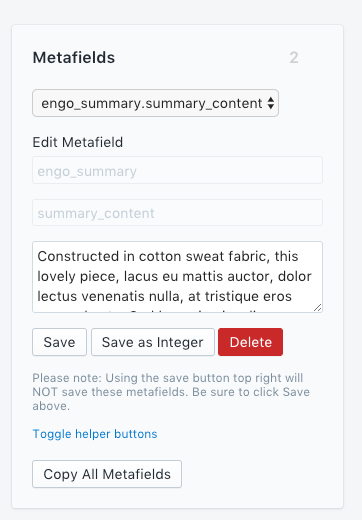 Metafields 2
engo_summary.summary_content
Edit Metafield
engo_summary
summary_content
Constructed in cotton sweat fabric, this
lovely piece, lacus eu mattis auctor, dolor
lectus venenatis nulla, at tristique eros
Save Save as Integer Delete
Please note: Using the save button top right will
NOT save these metafields. Be sure to click Save
above.
Toggle helper buttons
Copy All Metafields